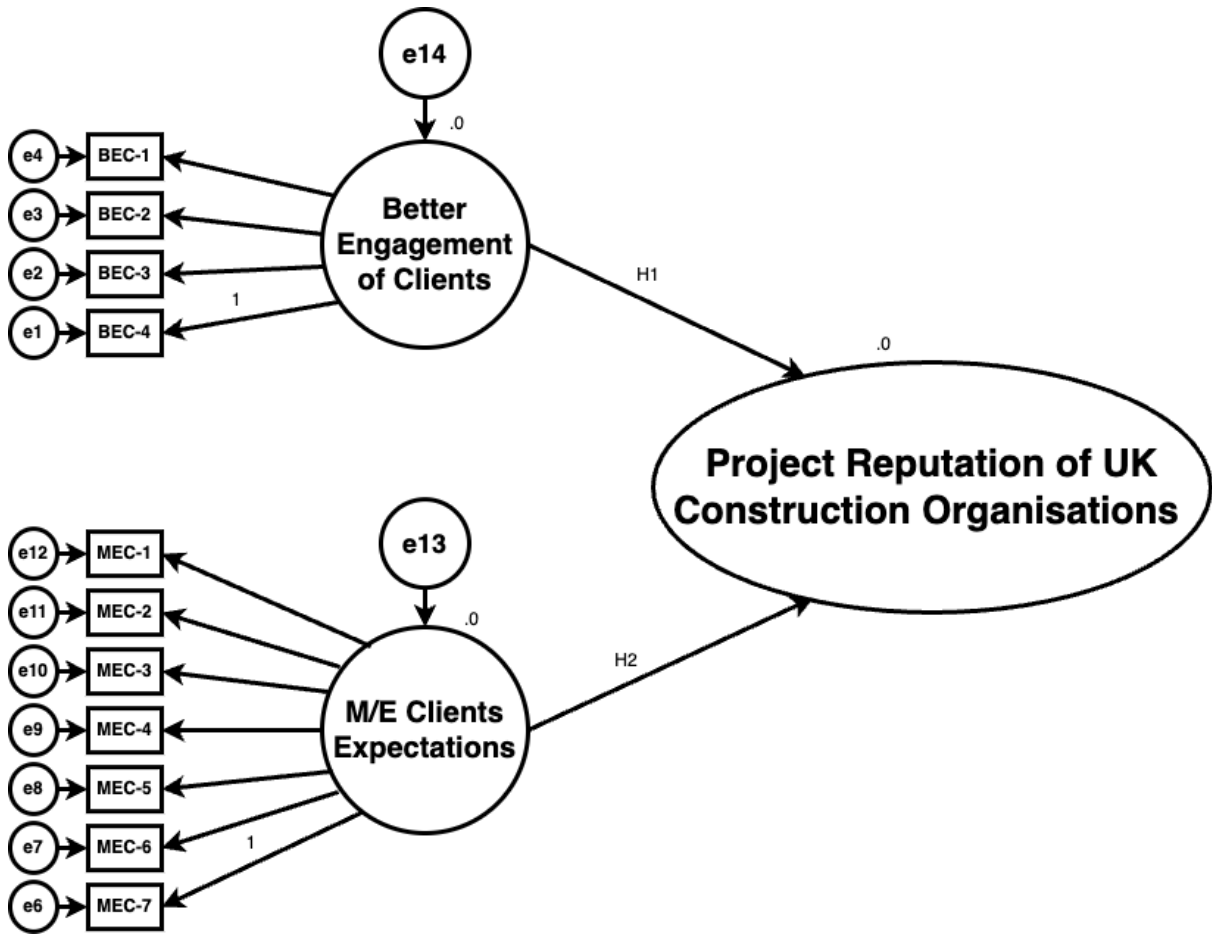 e14
.0
e4
BEC-1
e3
BEC-2
e2
BEC-3
1
e1
BEC-4
Better
Engagement
of Clients
H1
.0
Project Reputation of UK
Construction Organisations
e13
.0
e12
MEC-1
e11
MEC-2
e10
MEC-3
e9
MEC-4
e8
MEC-5
e7
MEC-6
1
e6
MEC-7
M/E Clients
Expectations
H2